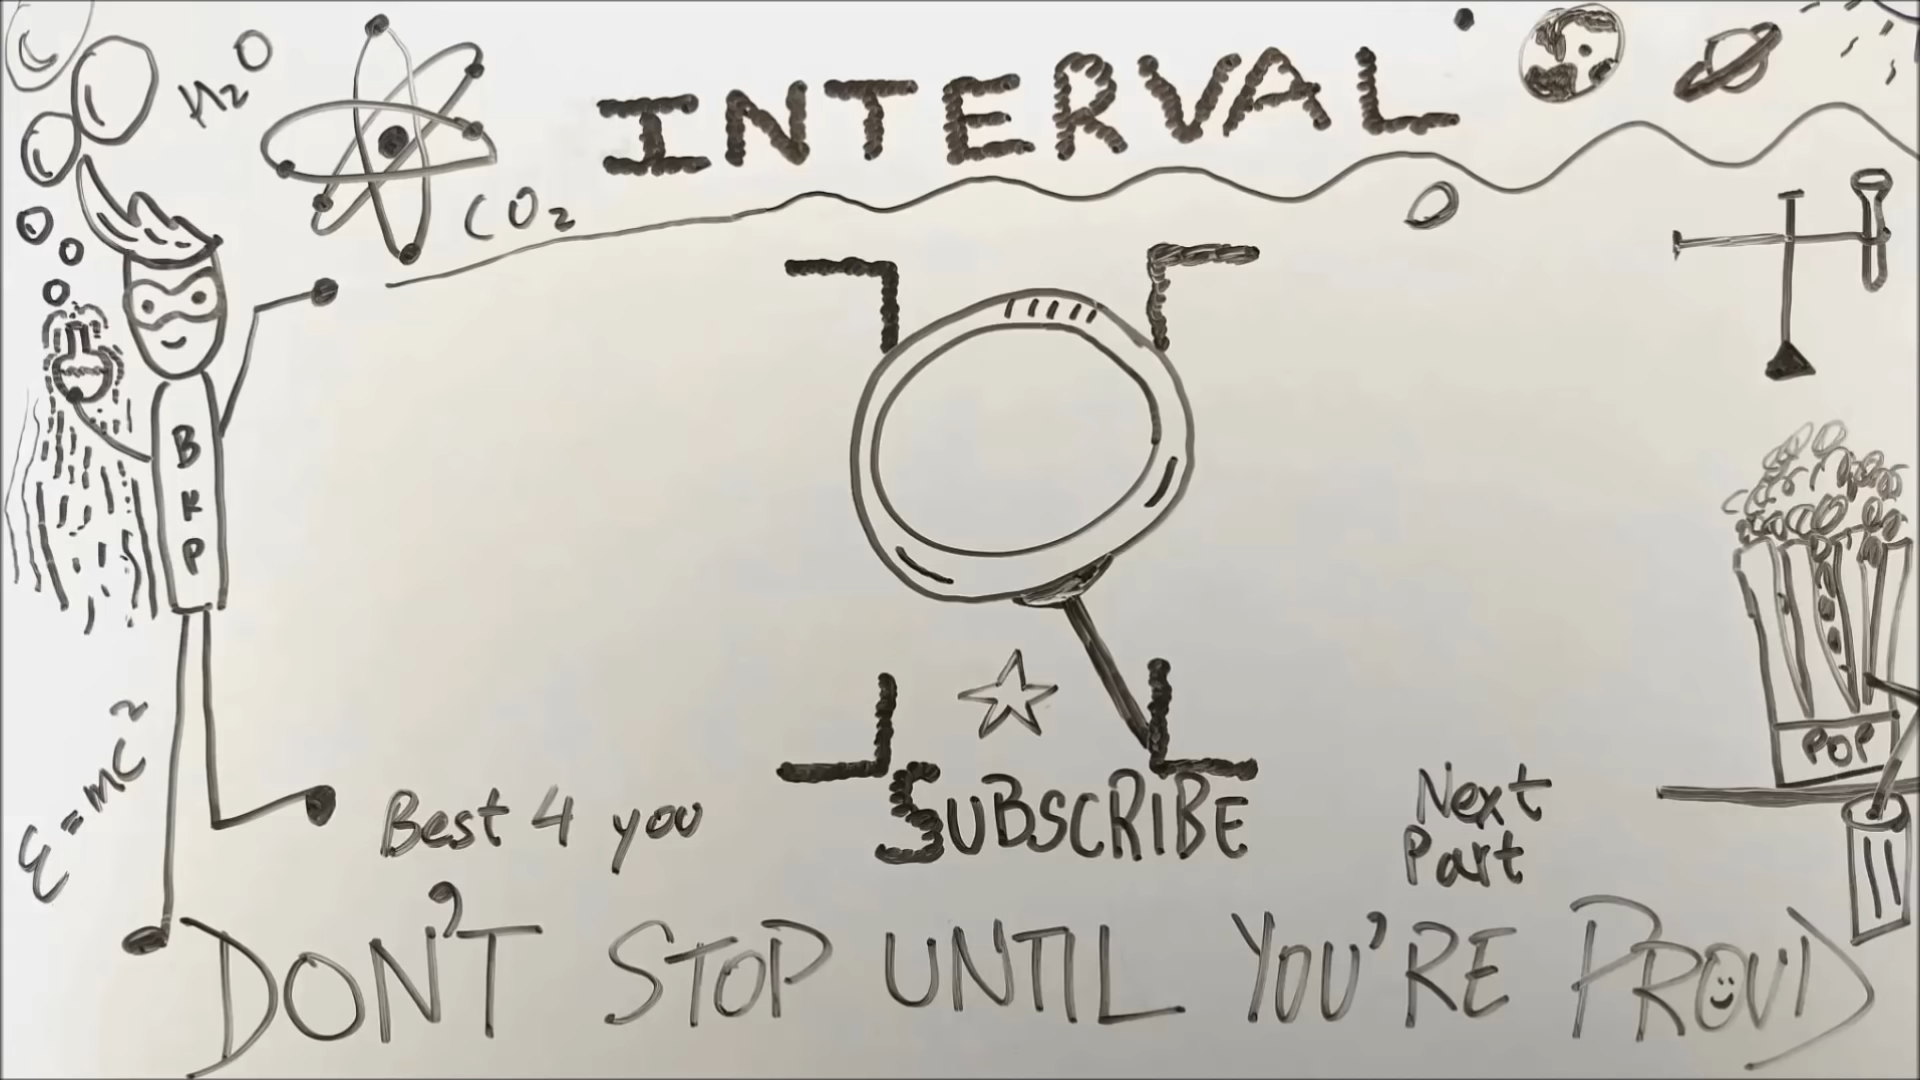 H2O
INTERVAL
CO2
B
K
P
POP
E=mc2
Best 4 you
SUBSCRIBE
Next
Part
DON'T STOP UNTIL YOU'RE PROUD